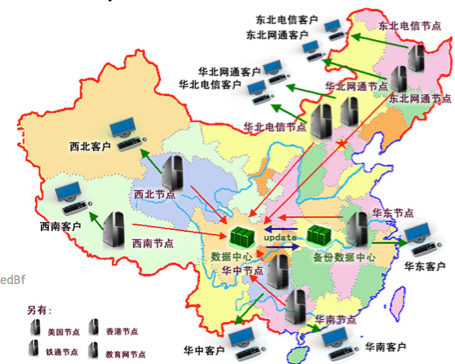 东北电信节点
东北电信客户
东北网通客户
华北网通客户
华北电信客户
华北网通节点
东北网通节点
华北电信节点
西北客户
西北节点
西南客户
华东节点
西南节点
update
数据中心
备份数据中心
华中节点
华东客户
edBf
另有：
美国节点
香港节点
铁通节点
教育网节点
华南节点
华中客户
华南客户